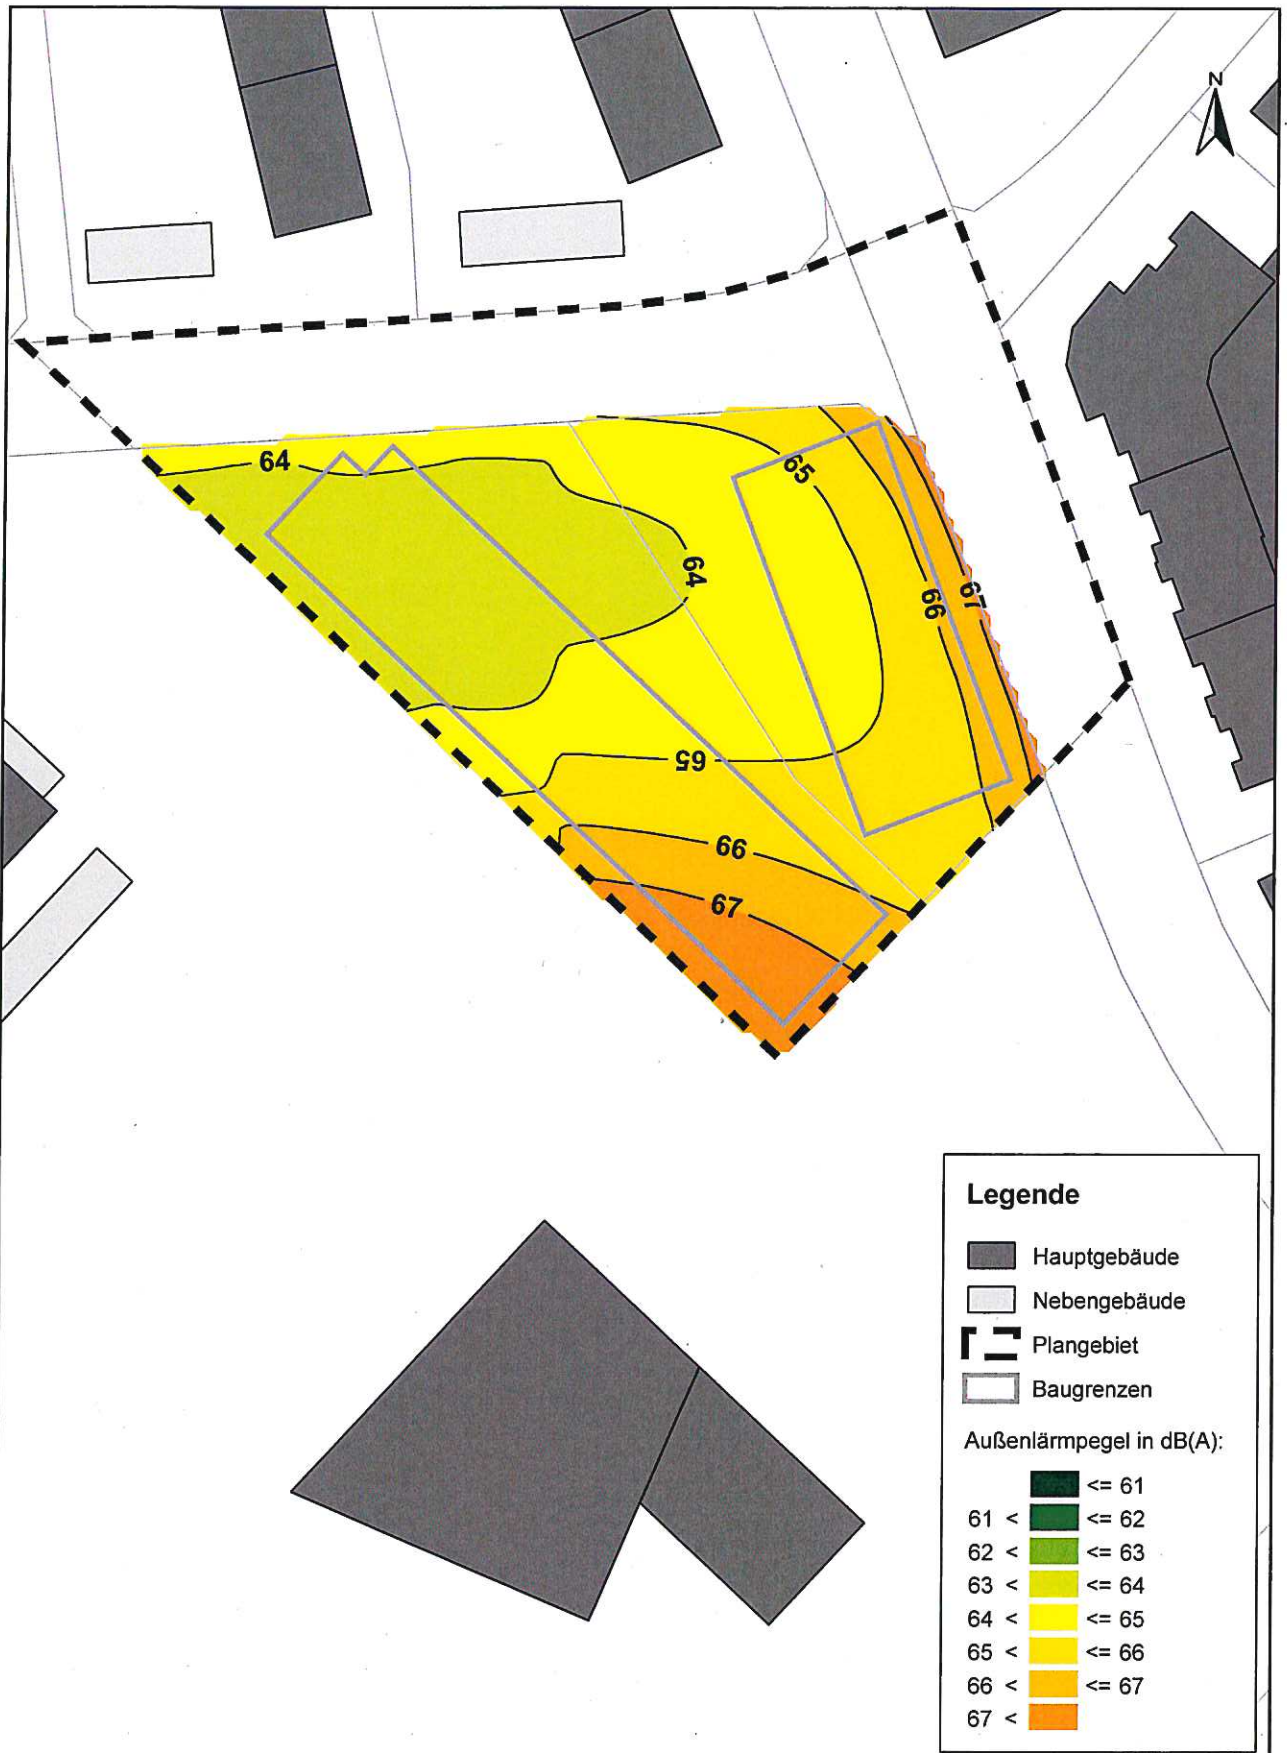 N
64
65
64
66
67
65
66
67
Legende
Hauptgebäude
Nebengebäude
Plangebiet
Baugrenzen
Außenlärmpegel in dB(A):
<= 61
61 < <= 62
62 < <= 63
63 < <= 64
64 < <= 65
65 < <= 66
66 < <= 67
67 <